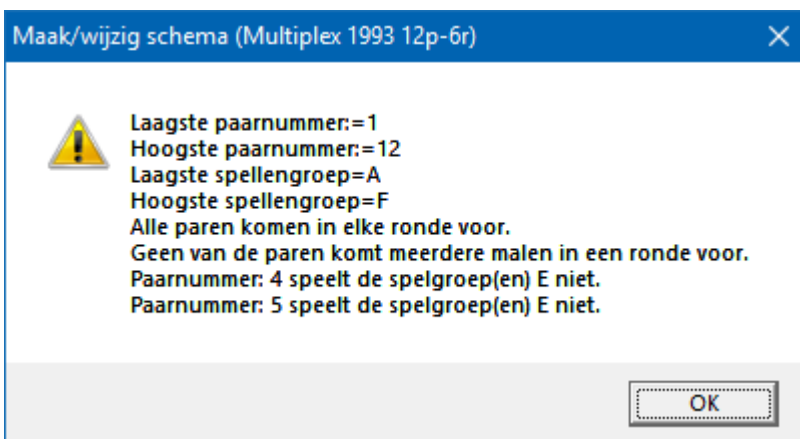 Maak/wijzig schema (Multiplex 1993 12p-6r)
Laagste paarnummer:=1
Hoogste paarnummer:=12
Laagste spellengroep=A
Hoogste spellengroep=F
Alle paren komen in elke ronde voor.
Geen van de paren komt meerdere malen in een ronde voor.
Paarnummer: 4 speelt de spelgroep(en) E niet.
Paarnummer: 5 speelt de spelgroep(en) E niet.
OK